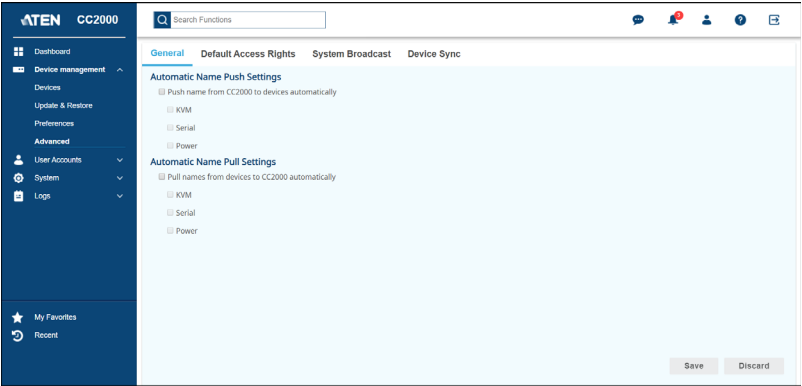 ATEN CC2000
Search Functions
3
Dashboard
Device management
Devices
Update & Restore
Preferences
Advanced
User Accounts
System
Logs
My Favorites
Recent
General Default Access Rights System Broadcast Device Sync
Automatic Name Push Settings
Push name from CC2000 to devices automatically
KVM
Serial
Power
Automatic Name Pull Settings
Pull names from devices to CC2000 automatically
KVM
Serial
Power
Save Discard